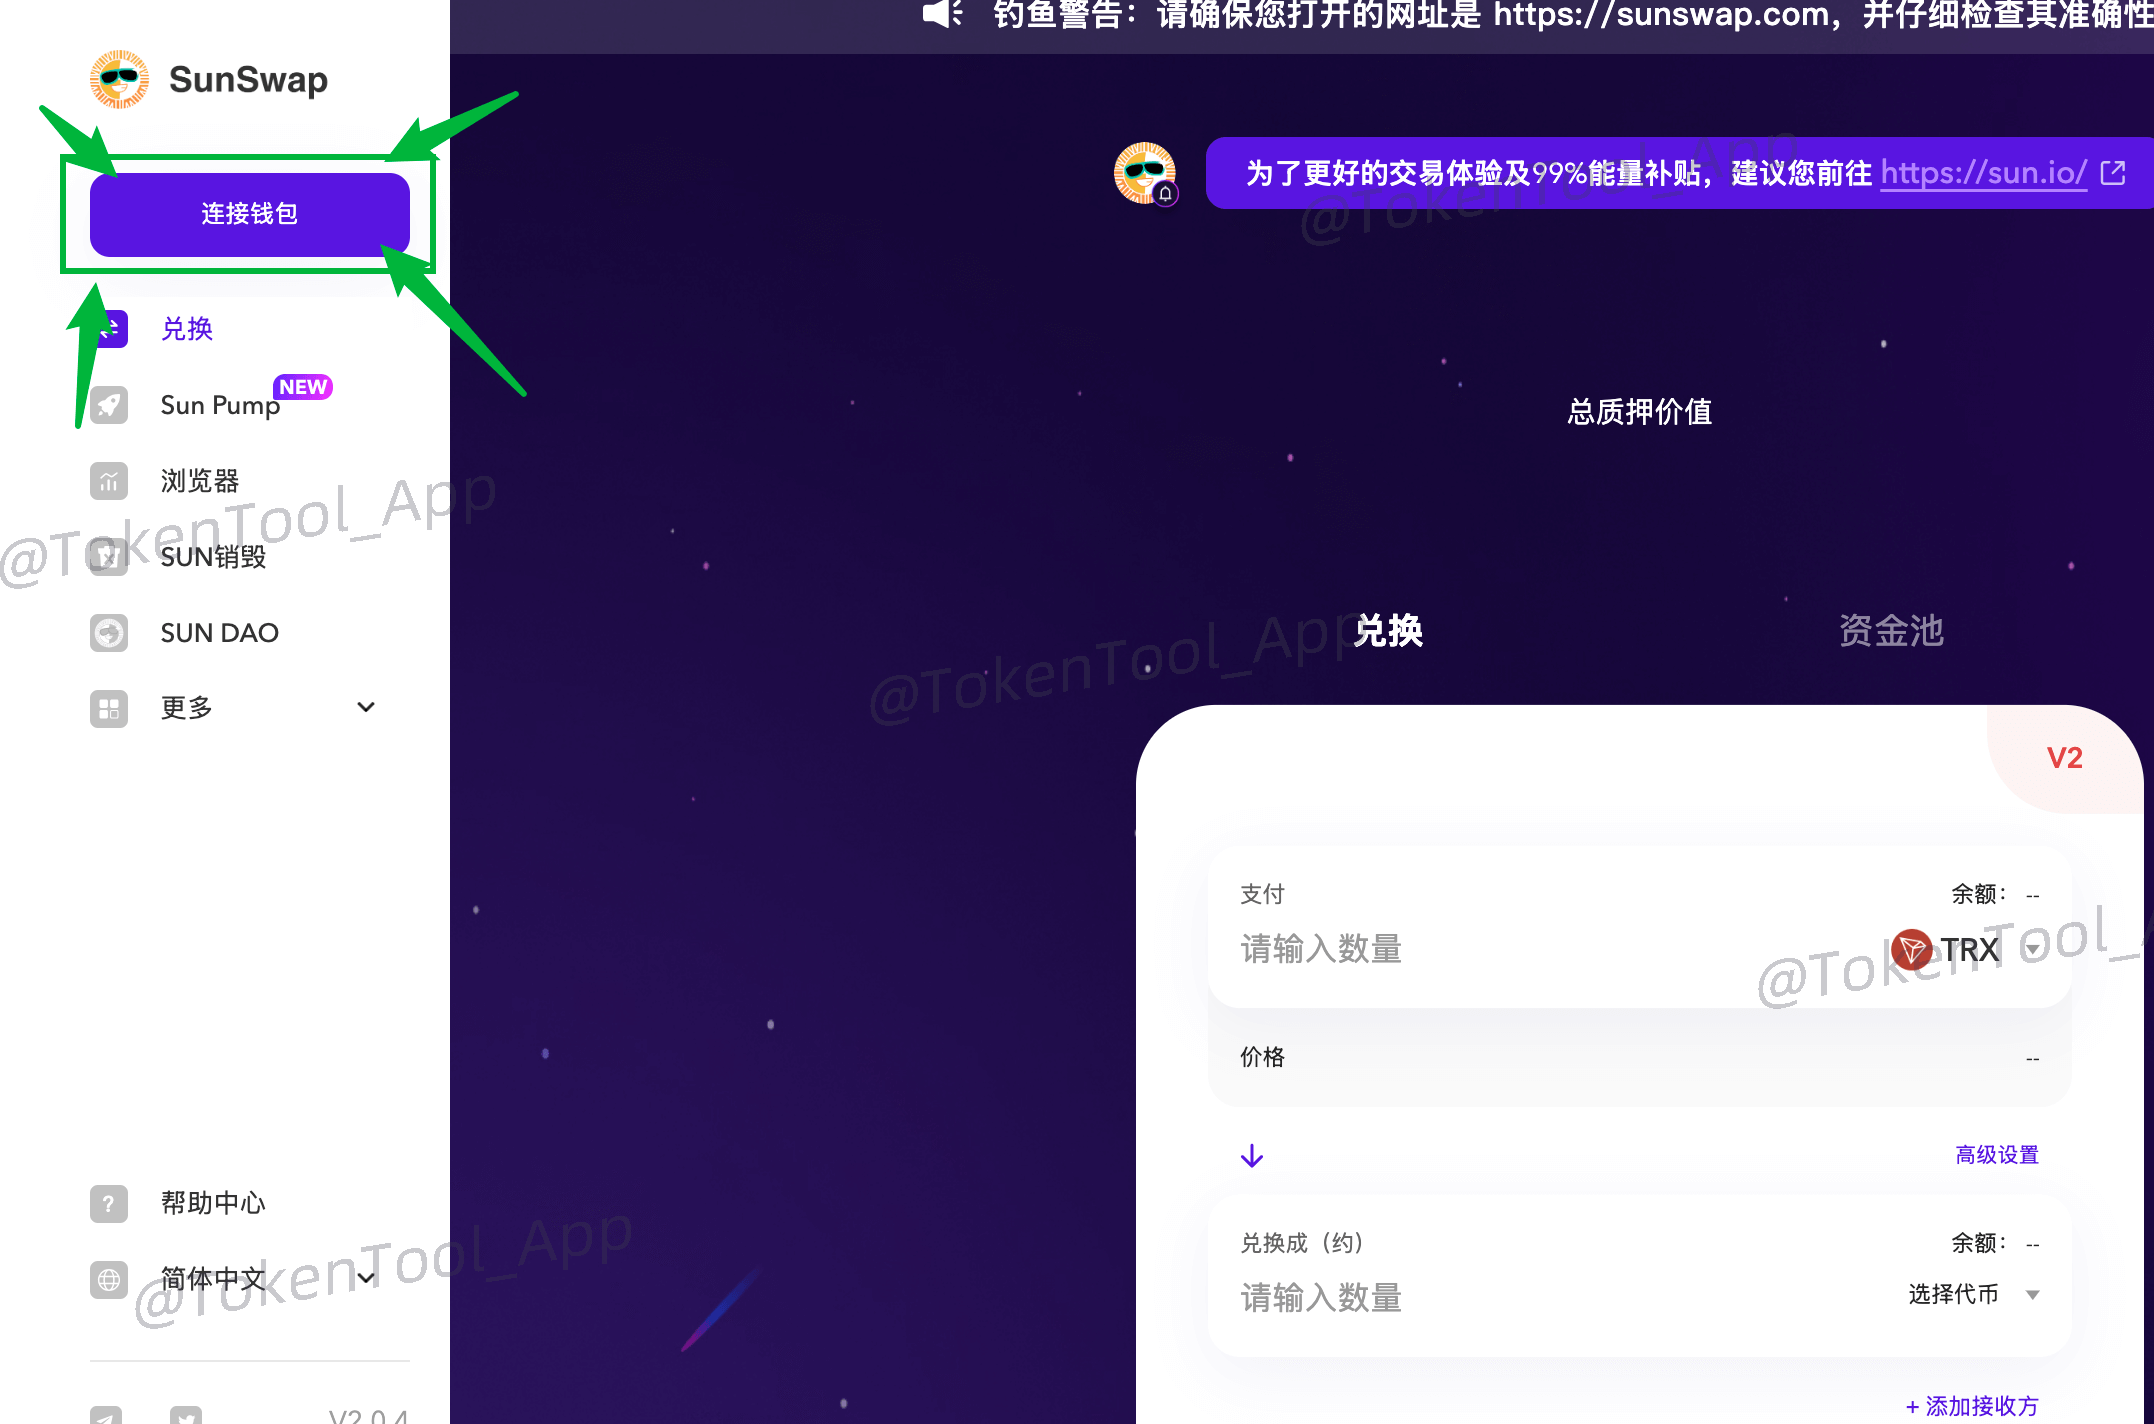 钓鱼警告：请确保您打开的网址是 https://sunswap.com，并仔细检查其准确性
SunSwap
为了更好的交易体验及99%能量补贴，建议您前往 https://sun.io/
连接钱包
兑换
Sun Pump
NEW
浏览器
SUN销毁
SUN DAO
更多
帮助中心
简体中文
V2.0.4
总质押价值
兑换
资金池
V2
支付
余额： --
请输入数量
TRX
价格
--
高级设置
兑换成（约）
余额： --
请输入数量
选择代币
+ 添加接收方
@TokenTool_App
@TokenTool_App
@TokenTool_App
@TokenTool_A
@TokenTool_App